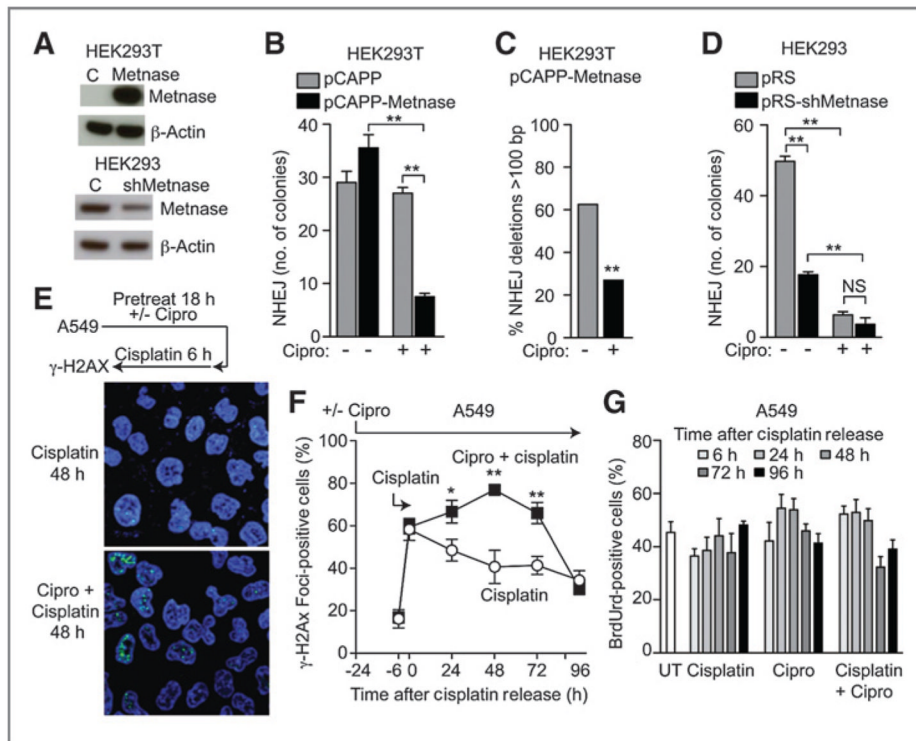 A
HEK293T
C Metnase
Metnase
β-Actin
HEK293
C shMetnase
Metnase
β-Actin
B
HEK293T
pCAPP
pCAPP-Metnase
NHEJ (no. of colonies)
40
30
20
10
0
**
**
Cipro: - - + +
C
HEK293T
pCAPP-Metnase
% NHEJ deletions >100 bp
100
80
60
40
20
0
**
Cipro: - +
D
HEK293
pRS
pRS-shMetnase
NHEJ (no. of colonies)
60
40
20
0
**
**
**
NS
Cipro: - - + +
E
Pretreat 18 h
+/- Cipro
A549
Cisplatin 6 h
γ-H2AX
Cisplatin
48 h
Cipro +
Cisplatin
48 h
F
+/- Cipro A549
γ-H2Ax Foci-positive cells (%)
100
80
60
40
20
0
Cisplatin
Cipro + cisplatin
* ** **
Cisplatin
-24 -6 0 24 48 72 96
Time after cisplatin release (h)
G
A549
Time after cisplatin release
6 h 24 h 48 h
72 h 96 h
BrdUrd-positive cells (%)
80
60
40
20
0
UT Cisplatin Cipro Cisplatin
+ Cipro